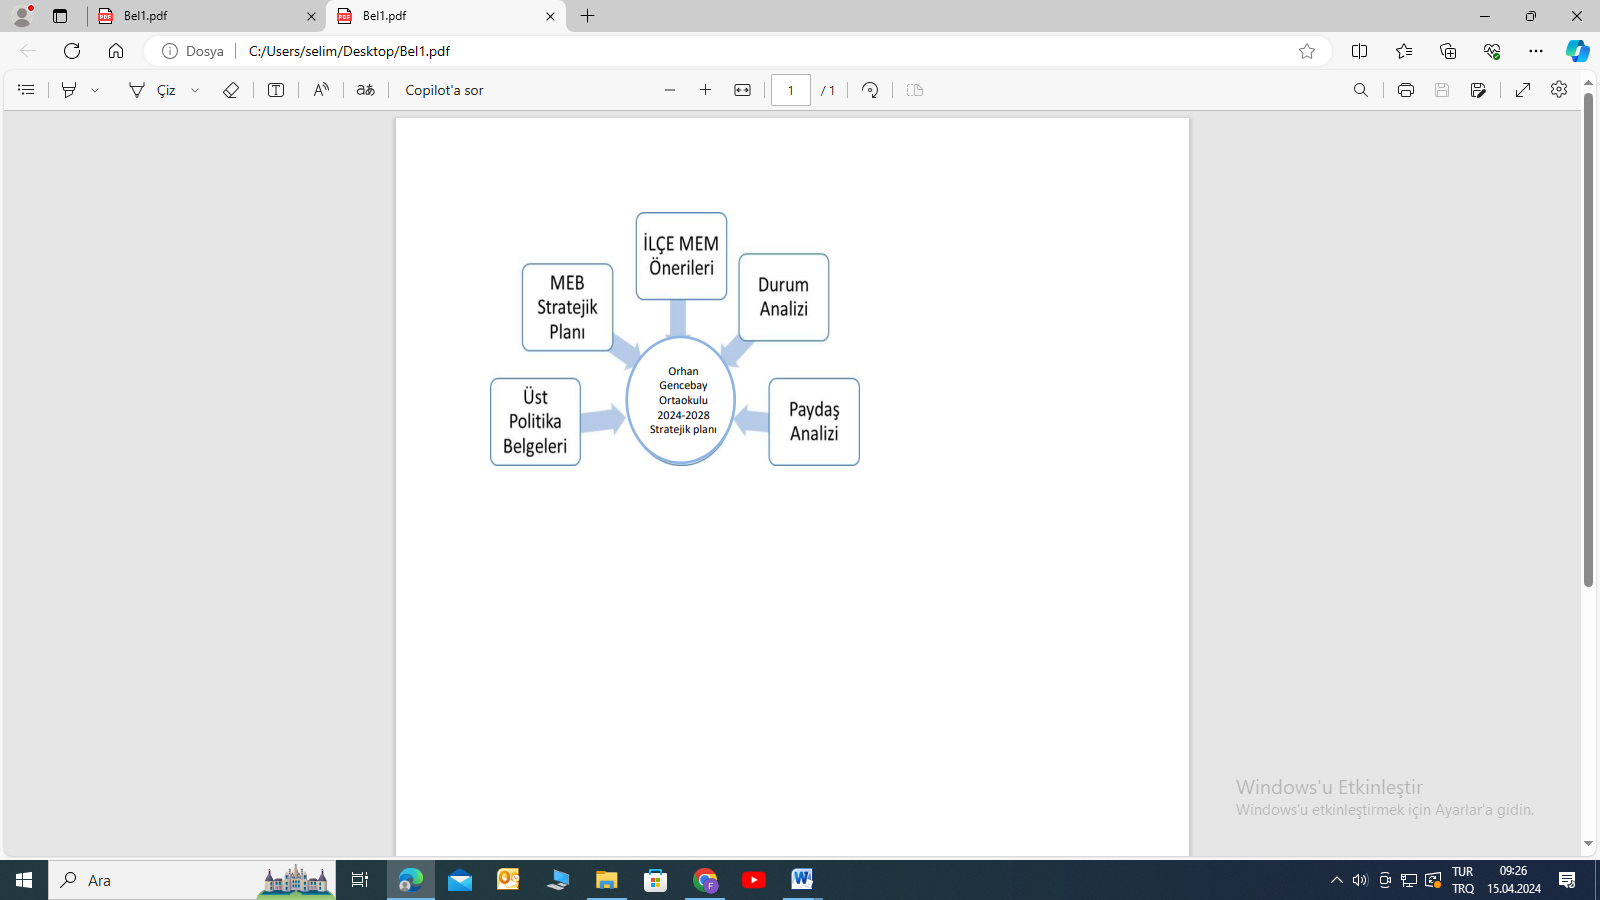 Bel1.pdf
Bel1.pdf
Dosya
C:/Users/selim/Desktop/Bel1.pdf
Çiz
Copilot'a sor
1
/ 1
İLÇE MEM
Önerileri
MEB
Stratejik
Planı
Durum
Analizi
Orhan
Gencebay
Ortaokulu
2024-2028
Stratejik planı
Üst
Politika
Belgeleri
Paydaş
Analizi
Windows'u Etkinleştir
Windows'u etkinleştirmek için Ayarlar'a gidin.
Ara
TUR
TRQ
09:26
15.04.2024